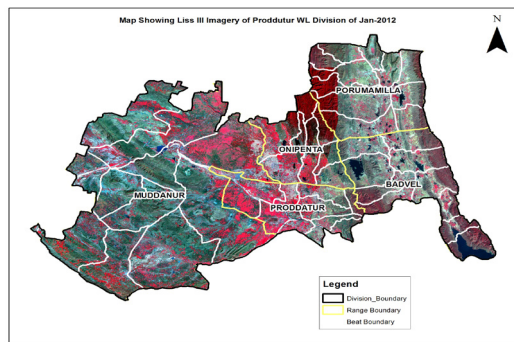 Map Showing Liss III Imagery of Proddutur WL Division of Jan-2012
N
PORUMAMILLA
ONIPENTA
MUDDANUR
BADVEL
PRODDATUR
Legend
Division_Boundary
Range Boundary
Beat Boundary